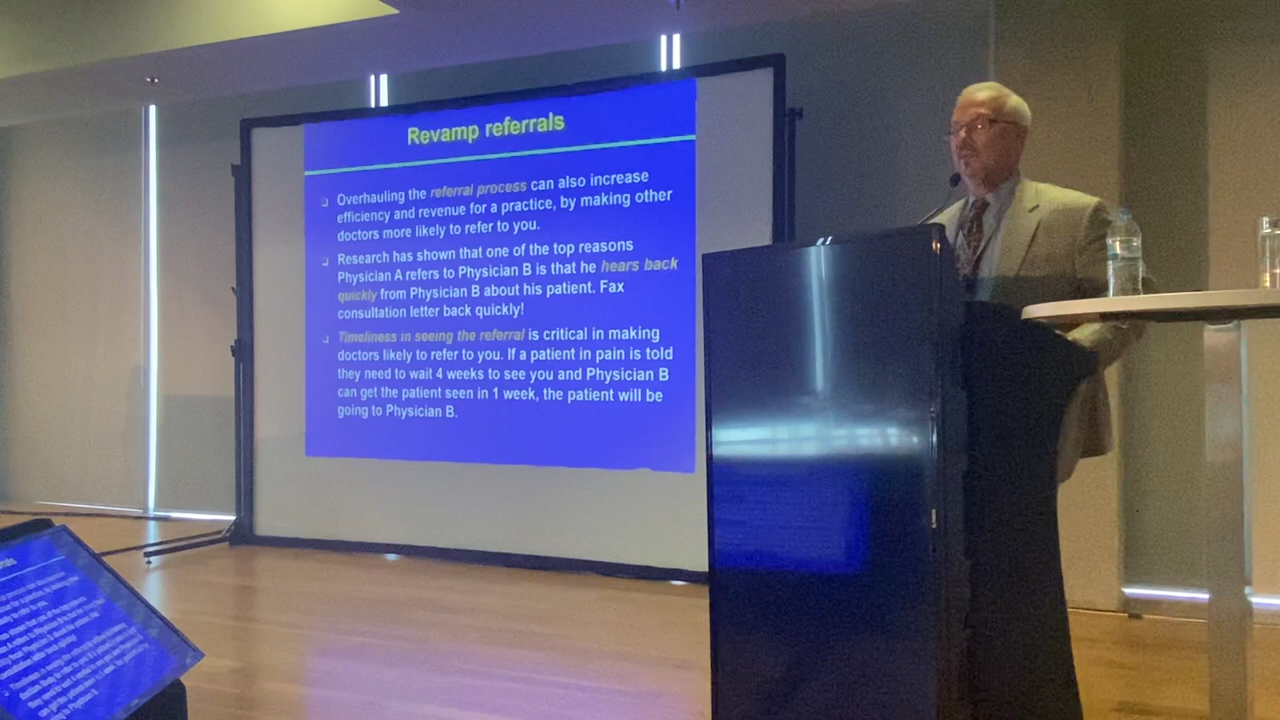 Revamp referrals
Overhauling the referral process can also increase
efficiency and revenue for a practice, by making other
doctors more likely to refer to you.
Research has shown that one of the top reasons
Physician A refers to Physician B is that he hears back
quickly from Physician B about his patient. Fax
consultation letter back quickly!
Timeliness in seeing the referral is critical in making
doctors likely to refer to you. If a patient in pain is told
they need to wait 4 weeks to see you and Physician B
can get the patient seen in 1 week, the patient will be
going to Physician B.